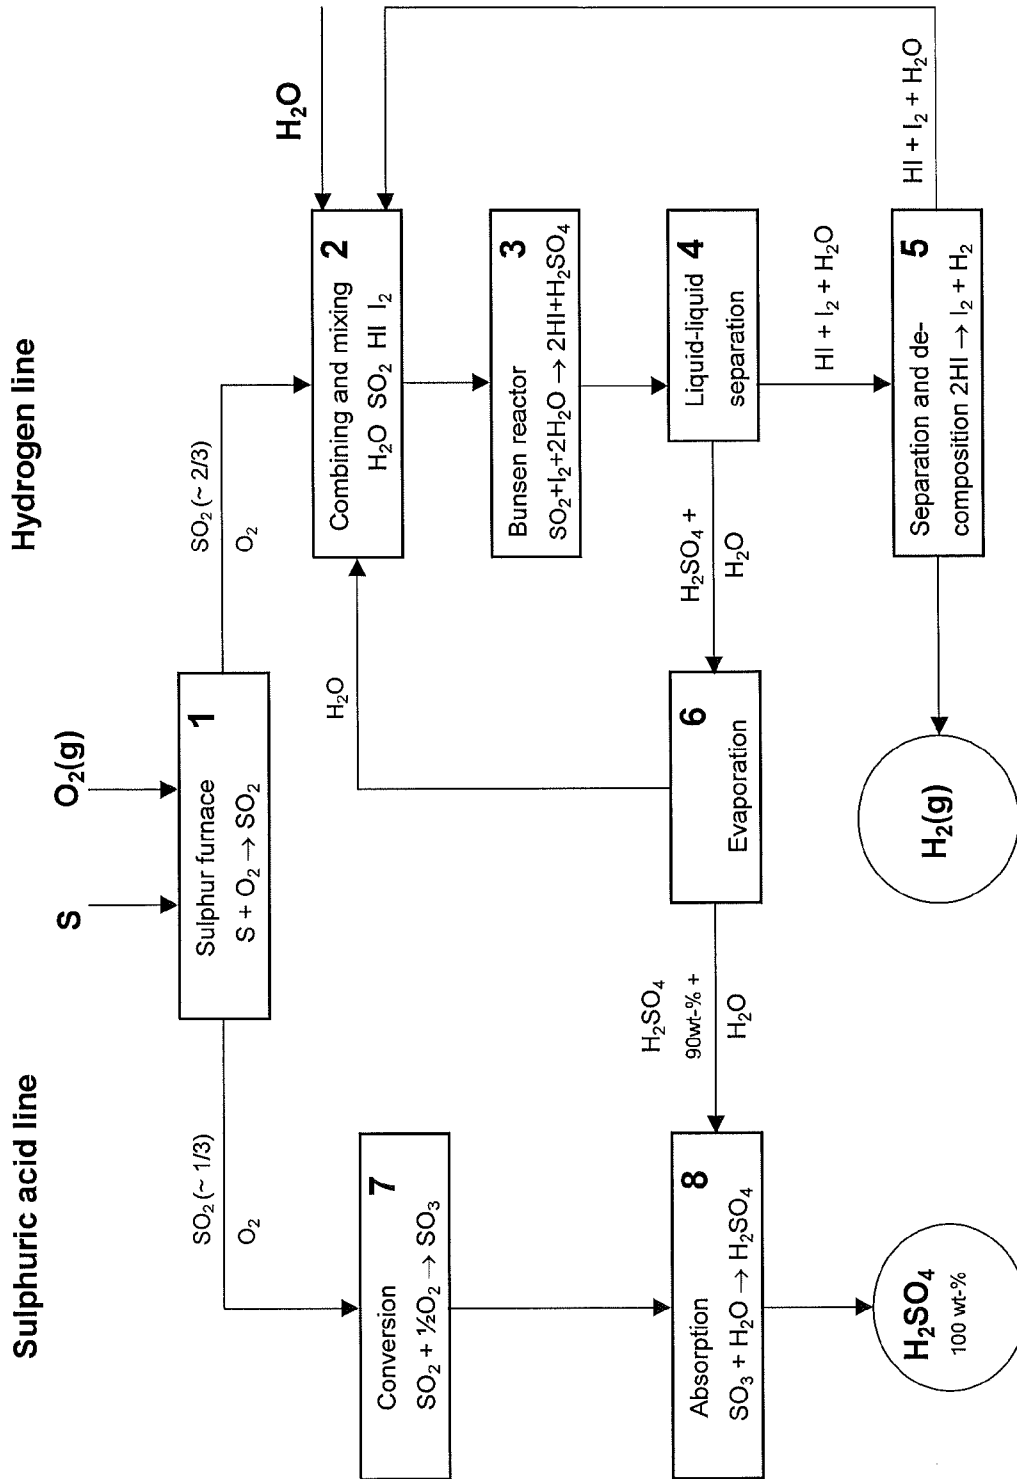 Sulphuric acid line
Hydrogen line
S
O₂(g)
Sulphur furnace
1
S + O₂ → SO₂
SO₂ (~ 1/3)
O₂
SO₂ (~ 2/3)
O₂
H₂O
Combining and mixing
2
H₂O SO₂ HI I₂
H₂O
Conversion
7
SO₂ + ½O₂ → SO₃
Bunsen reactor
3
SO₂+I₂+2H₂O → 2HI+H₂SO₄
Liquid-liquid
4
separation
H₂SO₄ +
H₂O
Evaporation
6
H₂SO₄
90wt-% +
H₂O
Absorption
8
SO₃ + H₂O → H₂SO₄
HI + I₂ + H₂O
Separation and de-
5
composition 2HI → I₂ + H₂
HI + I₂ + H₂O
H₂SO₄
100 wt-%
H₂(g)